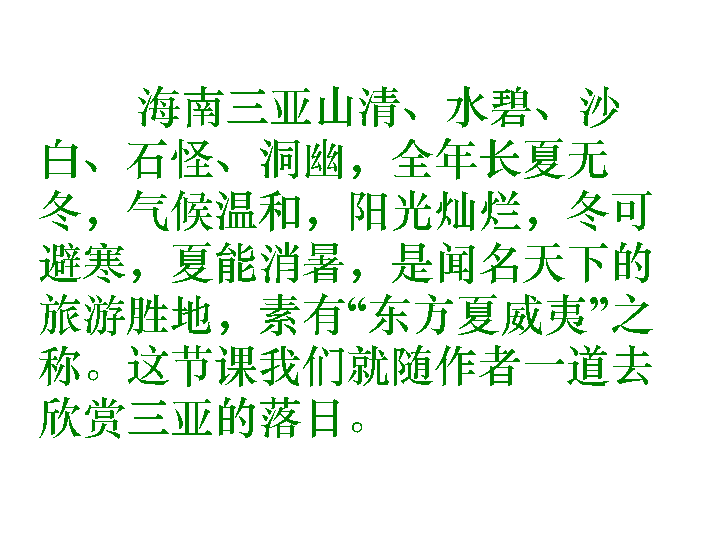 海南三亚山清、水碧、沙
白、石怪、洞幽，全年长夏无
冬，气候温和，阳光灿烂，冬可
避寒，夏能消暑，是闻名天下的
旅游胜地，素有“东方夏威夷”之
称。这节课我们就随作者一道去
欣赏三亚的落日。